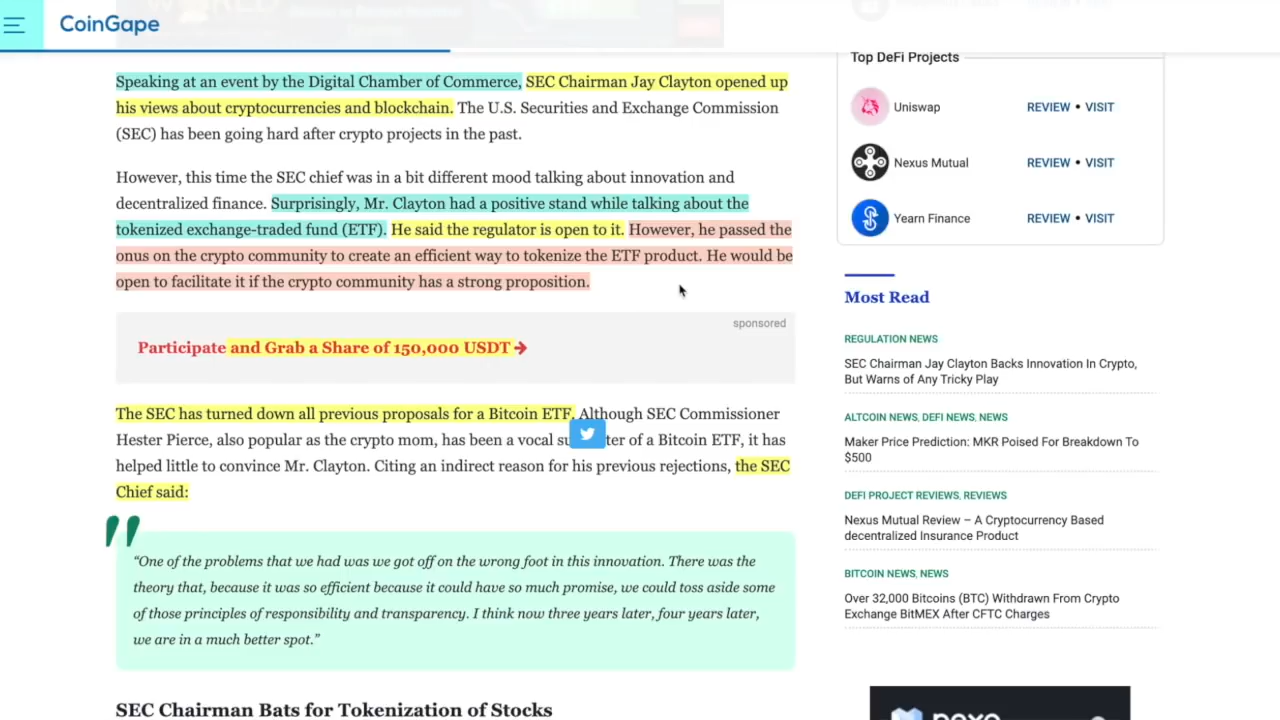 CoinGape
Speaking at an event by the Digital Chamber of Commerce, SEC Chairman Jay Clayton opened up
his views about cryptocurrencies and blockchain. The U.S. Securities and Exchange Commission
(SEC) has been going hard after crypto projects in the past.
However, this time the SEC chief was in a bit different mood talking about innovation and
decentralized finance. Surprisingly, Mr. Clayton had a positive stand while talking about the
tokenized exchange-traded fund (ETF). He said the regulator is open to it. However, he passed the
onus on the crypto community to create an efficient way to tokenize the ETF product. He would be
open to facilitate it if the crypto community has a strong proposition.
sponsored
Participate and Grab a Share of 150,000 USDT →
The SEC has turned down all previous proposals for a Bitcoin ETF. Although SEC Commissioner
Hester Pierce, also popular as the crypto mom, has been a vocal su ter of a Bitcoin ETF, it has
helped little to convince Mr. Clayton. Citing an indirect reason for his previous rejections, the SEC
Chief said:
"
“One of the problems that we had was we got off on the wrong foot in this innovation. There was the
theory that, because it was so efficient because it could have so much promise, we could toss aside some
of those principles of responsibility and transparency. I think now three years later, four years later,
we are in a much better spot.”
SEC Chairman Bats for Tokenization of Stocks
Top DeFi Projects
Uniswap REVIEW • VISIT
Nexus Mutual REVIEW • VISIT
Yearn Finance REVIEW • VISIT
Most Read
REGULATION NEWS
SEC Chairman Jay Clayton Backs Innovation In Crypto,
But Warns of Any Tricky Play
ALTCOIN NEWS, DEFI NEWS, NEWS
Maker Price Prediction: MKR Poised For Breakdown To
$500
DEFI PROJECT REVIEWS, REVIEWS
Nexus Mutual Review – A Cryptocurrency Based
decentralized Insurance Product
BITCOIN NEWS, NEWS
Over 32,000 Bitcoins (BTC) Withdrawn From Crypto
Exchange BitMEX After CFTC Charges